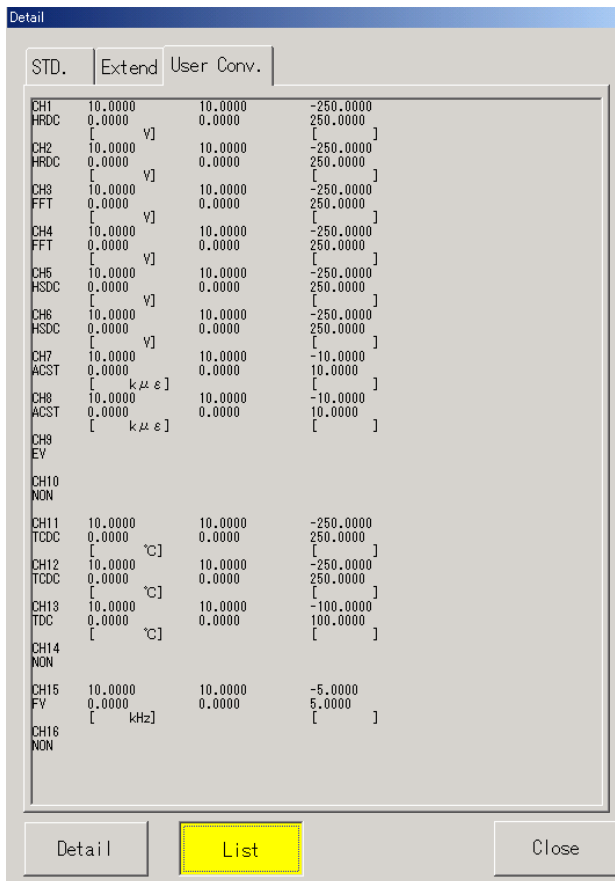 Detail
STD. Extend User Conv.
CH1 10.0000 10.0000 -250.0000
HRDC 0.0000 0.0000 250.0000
[ V] [ ]
CH2 10.0000 10.0000 -250.0000
HRDC 0.0000 0.0000 250.0000
[ V] [ ]
CH3 10.0000 10.0000 -250.0000
FFT 0.0000 0.0000 250.0000
[ V] [ ]
CH4 10.0000 10.0000 -250.0000
FFT 0.0000 0.0000 250.0000
[ V] [ ]
CH5 10.0000 10.0000 -250.0000
HSDC 0.0000 0.0000 250.0000
[ V] [ ]
CH6 10.0000 10.0000 -250.0000
HSDC 0.0000 0.0000 250.0000
[ V] [ ]
CH7 10.0000 10.0000 -10.0000
ACST 0.0000 0.0000 10.0000
[ kμε] [ ]
CH8 10.0000 10.0000 -10.0000
ACST 0.0000 0.0000 10.0000
[ kμε] [ ]
CH9
EV
CH10
NON
CH11 10.0000 10.0000 -250.0000
TCDC 0.0000 0.0000 250.0000
[ ℃] [ ]
CH12 10.0000 10.0000 -250.0000
TCDC 0.0000 0.0000 250.0000
[ ℃] [ ]
CH13 10.0000 10.0000 -100.0000
TDC 0.0000 0.0000 100.0000
[ ℃] [ ]
CH14
NON
CH15 10.0000 10.0000 -5.0000
FV 0.0000 0.0000 5.0000
[ kHz] [ ]
CH16
NON
Detail List Close